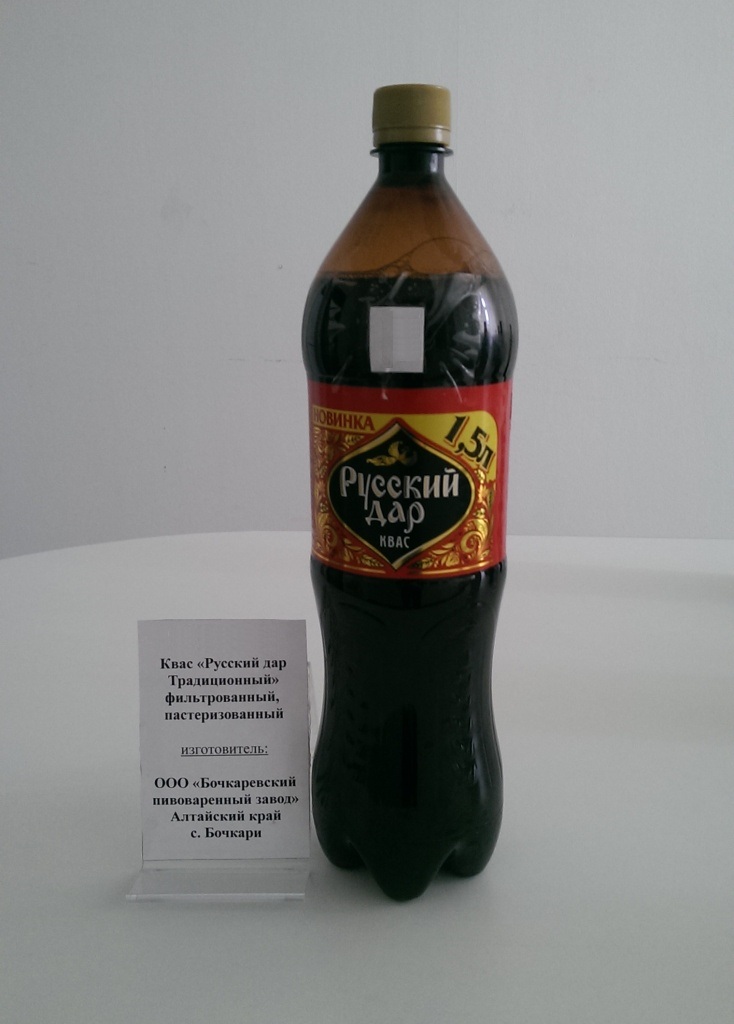 НОВИНКА
1,5л
Русский
дар
КВАС
Квас «Русский дар
Традиционный»
фильтрованный,
пастеризованный
изготовитель:
ООО «Бочкаревский
пивоваренный завод»
Алтайский край
с. Бочкари